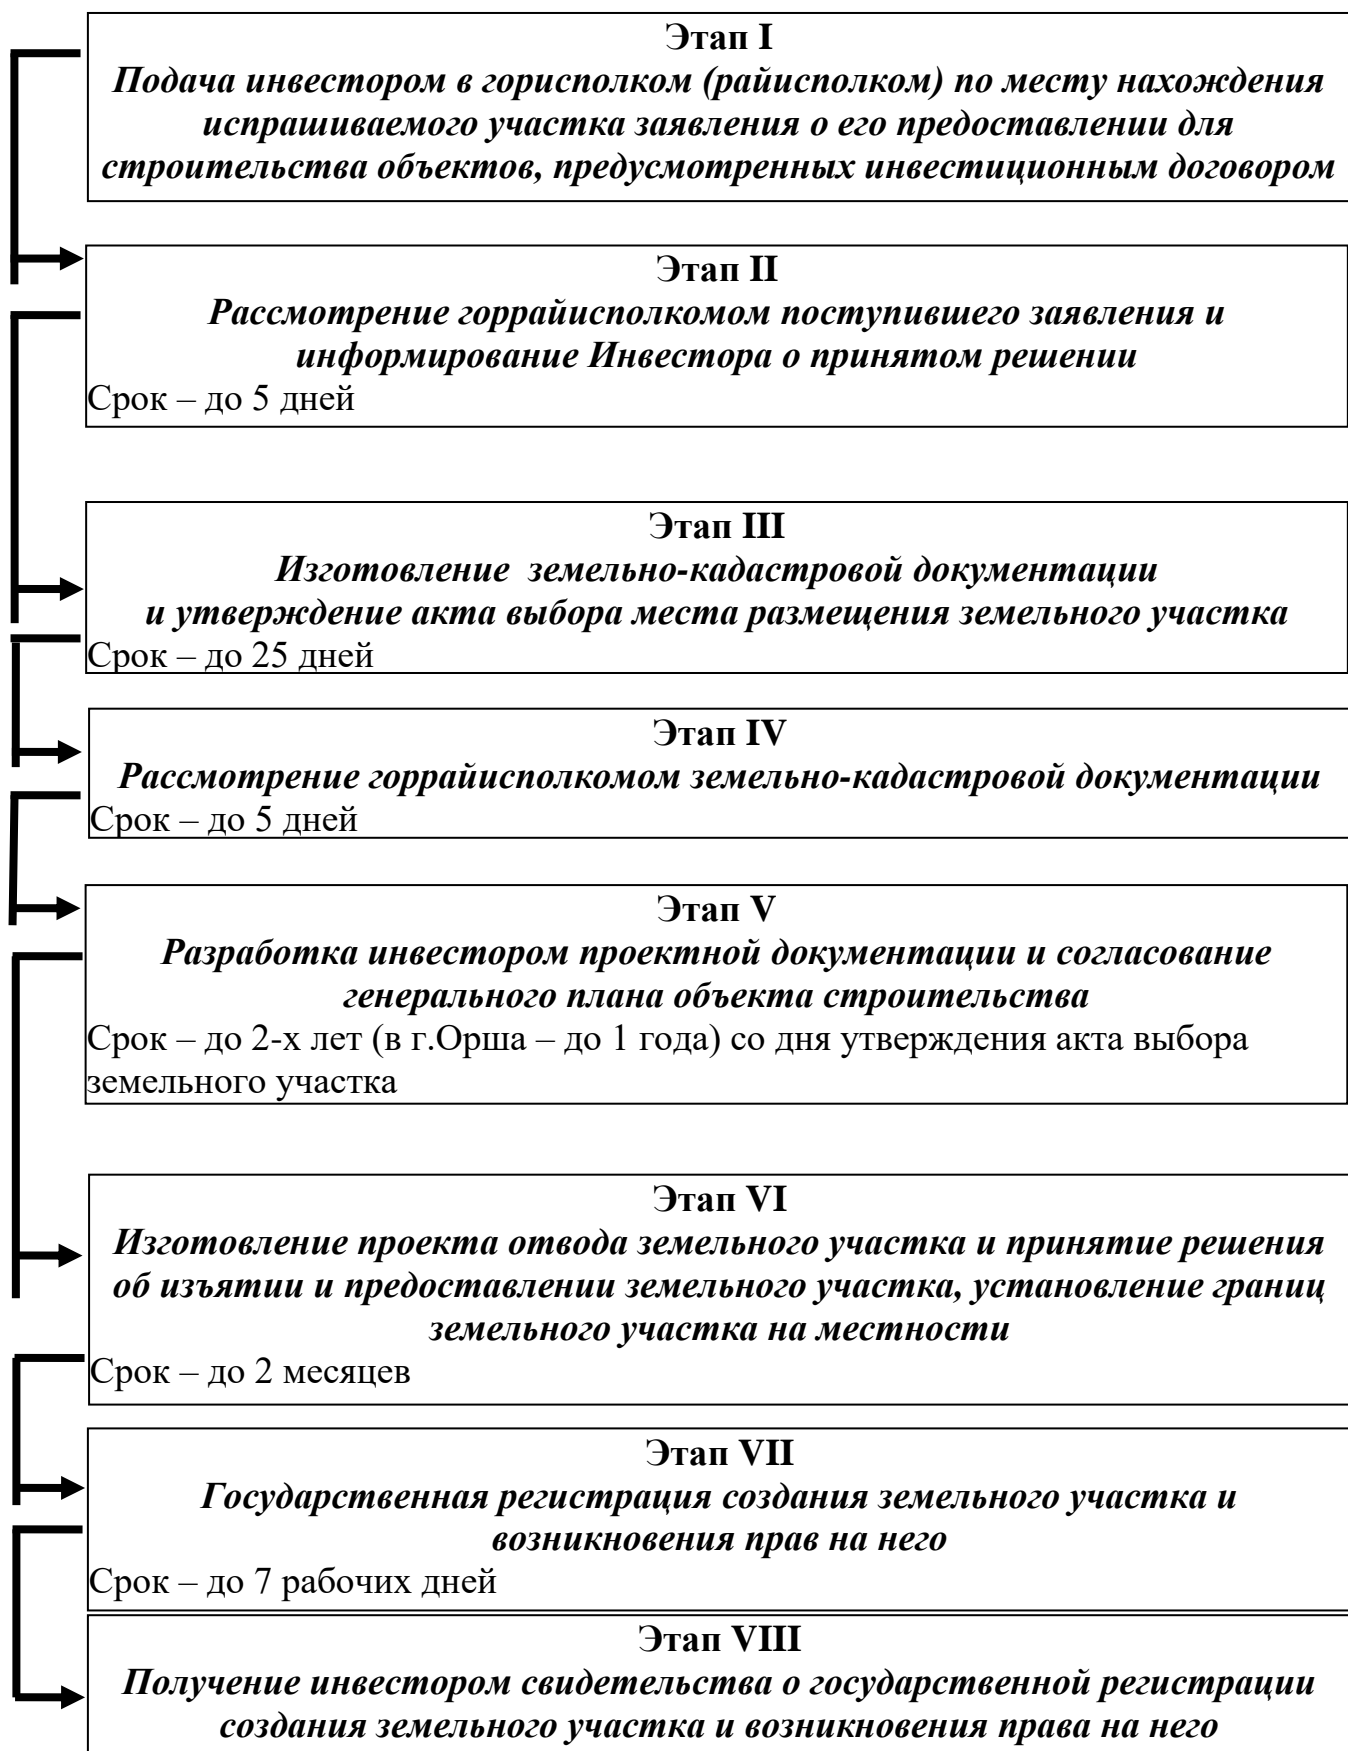 Этап I
Подача инвестором в горисполком (райисполком) по месту нахождения
испрашиваемого участка заявления о его предоставлении для
строительства объектов, предусмотренных инвестиционным договором
Этап II
Рассмотрение горрайисполкомом поступившего заявления и
информирование Инвестора о принятом решении
Срок – до 5 дней
Этап III
Изготовление земельно-кадастровой документации
и утверждение акта выбора места размещения земельного участка
Срок – до 25 дней
Этап IV
Рассмотрение горрайисполкомом земельно-кадастровой документации
Срок – до 5 дней
Этап V
Разработка инвестором проектной документации и согласование
генерального плана объекта строительства
Срок – до 2-х лет (в г.Орша – до 1 года) со дня утверждения акта выбора
земельного участка
Этап VI
Изготовление проекта отвода земельного участка и принятие решения
об изъятии и предоставлении земельного участка, установление границ
земельного участка на местности
Срок – до 2 месяцев
Этап VII
Государственная регистрация создания земельного участка и
возникновения прав на него
Срок – до 7 рабочих дней
Этап VIII
Получение инвестором свидетельства о государственной регистрации
создания земельного участка и возникновения права на него